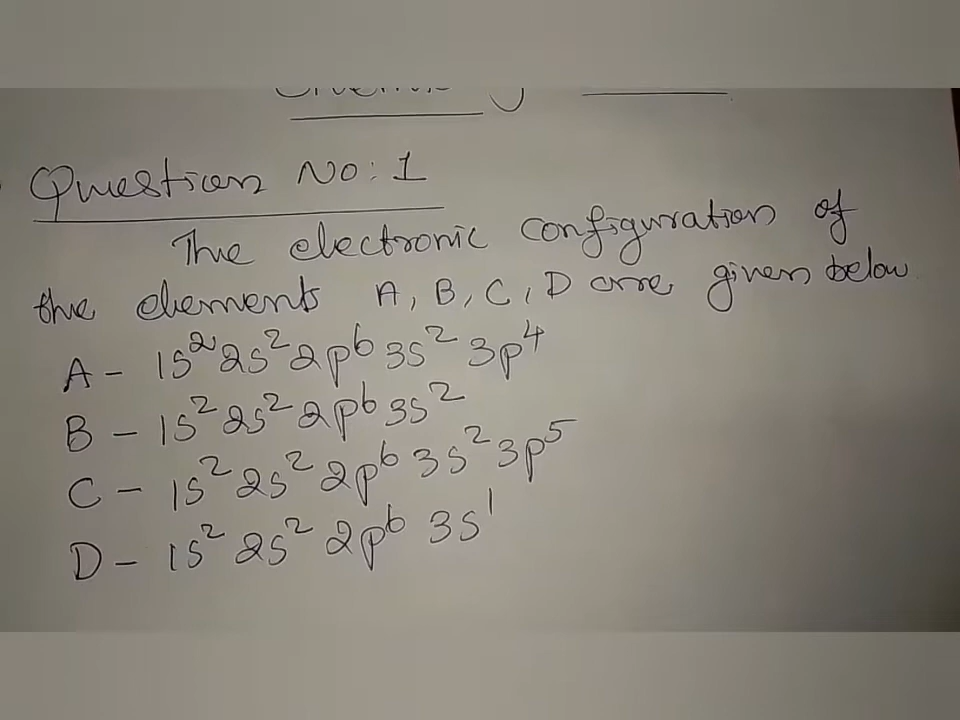 Question No: 1
The electronic configuration of
the elements A, B, C, D are given below
A - 1s² 2s² 2p⁶ 3s² 3p⁴
B - 1s² 2s² 2p⁶ 3s²
C - 1s² 2s² 2p⁶ 3s² 3p⁵
D - 1s² 2s² 2p⁶ 3s¹